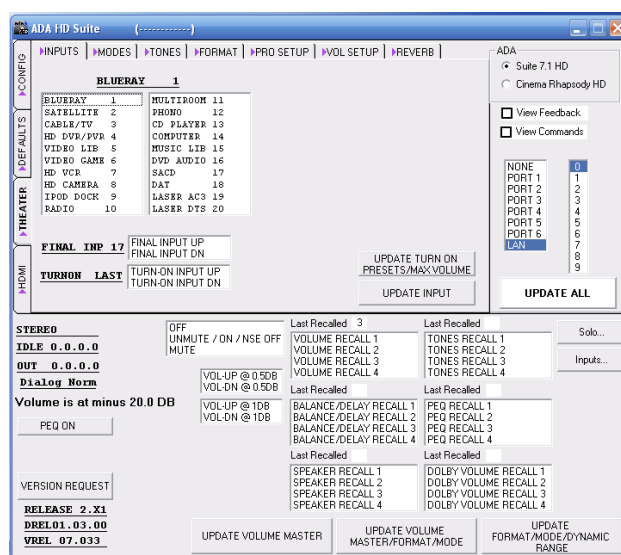 ADA HD Suite (-----------)
INPUTS MODES TONES FORMAT PRO SETUP VOL SETUP REVERB
CONFIG
DEFAULTS
THEATER
HDMI
BLUERAY 1
BLUERAY 1
SATELLITE 2
CABLE/TV 3
HD DVR/PVR 4
VIDEO LIB 5
VIDEO GAME 6
HD VCR 7
HD CAMERA 8
IPOD DOCK 9
RADIO 10
MULTIROOM 11
PHONO 12
CD PLAYER 13
COMPUTER 14
MUSIC LIB 15
DVD AUDIO 16
SACD 17
DAT 18
LASER AC3 19
LASER DTS 20
FINAL INP 17
FINAL INPUT UP
FINAL INPUT DN
TURNON LAST
TURN-ON INPUT UP
TURN-ON INPUT DN
UPDATE TURN ON
PRESETS/MAX VOLUME
UPDATE INPUT
ADA
Suite 7.1 HD
Cinema Rhapsody HD
View Feedback
View Commands
NONE
PORT 1
PORT 2
PORT 3
PORT 4
PORT 5
PORT 6
LAN
0
1
2
3
4
5
6
7
8
9
UPDATE ALL
STEREO
IDLE 0.0.0.0
OUT 0.0.0.0
Dialog Norm
Volume is at minus 20.0 DB
PEQ ON
VERSION REQUEST
RELEASE 2.X1
DREL01.03.00
VREL 07.033
OFF
UNMUTE / ON / NSE OFF
MUTE
VOL-UP @ 0.5DB
VOL-DN @ 0.5DB
VOL-UP @ 1DB
VOL-DN @ 1DB
Last Recalled 3
VOLUME RECALL 1
VOLUME RECALL 2
VOLUME RECALL 3
VOLUME RECALL 4
Last Recalled
TONES RECALL 1
TONES RECALL 2
TONES RECALL 3
TONES RECALL 4
Last Recalled
BALANCE/DELAY RECALL 1
BALANCE/DELAY RECALL 2
BALANCE/DELAY RECALL 3
BALANCE/DELAY RECALL 4
Last Recalled
PEQ RECALL 1
PEQ RECALL 2
PEQ RECALL 3
PEQ RECALL 4
Last Recalled
SPEAKER RECALL 1
SPEAKER RECALL 2
SPEAKER RECALL 3
SPEAKER RECALL 4
Last Recalled
DOLBY VOLUME RECALL 1
DOLBY VOLUME RECALL 2
DOLBY VOLUME RECALL 3
DOLBY VOLUME RECALL 4
Solo...
Inputs...
UPDATE VOLUME MASTER
UPDATE VOLUME
MASTER/FORMAT/MODE
UPDATE
FORMAT/MODE/DYNAMIC
RANGE